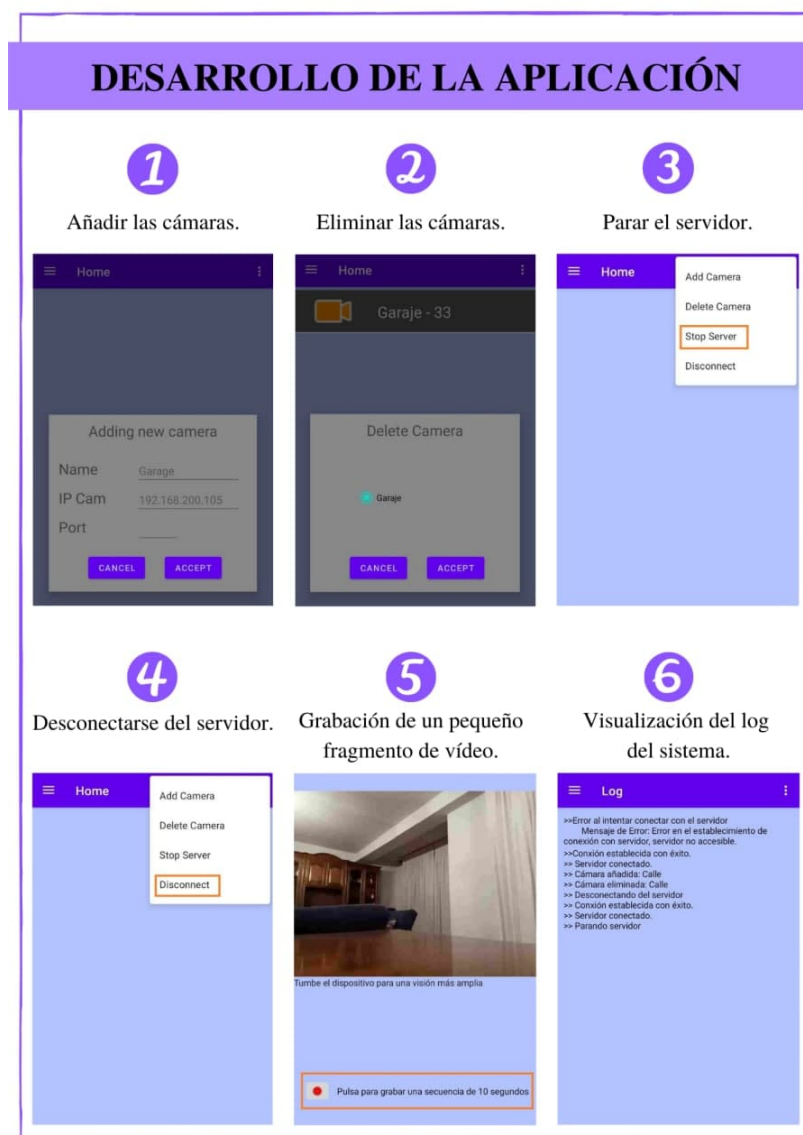 DESARROLLO DE LA APLICACIÓN
1
Añadir las cámaras.
2
Eliminar las cámaras.
3
Parar el servidor.
Home
Adding new camera
Name Garage
IP Cam 192.168.200.105
Port
CANCEL ACCEPT
Home
Garaje - 33
Delete Camera
Garaje
CANCEL ACCEPT
Home
Add Camera
Delete Camera
Stop Server
Disconnect
4
Desconectarse del servidor.
5
Grabación de un pequeño
fragmento de vídeo.
6
Visualización del log
del sistema.
Home
Add Camera
Delete Camera
Stop Server
Disconnect
Tumbe el dispositivo para una visión más amplia
Pulsa para grabar una secuencia de 10 segundos
Log
>>Error al intentar conectar con el servidor
Mensaje de Error: Error en el establecimiento de
conexión con servidor, servidor no accesible.
>>Conxión establecida con éxito.
>> Servidor conectado.
>> Cámara añadida: Calle
>> Cámara eliminada: Calle
>> Desconectando del servidor
>> Conxión establecida con éxito.
>> Servidor conectado.
>> Parando servidor